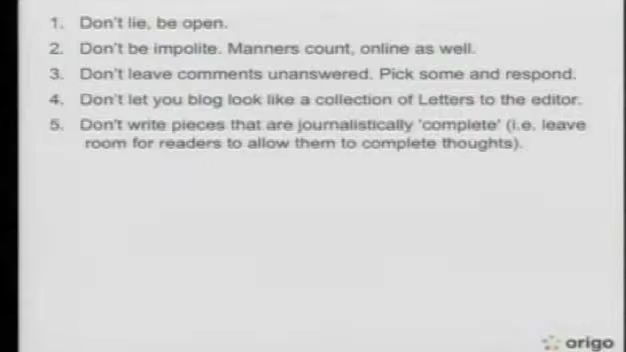 1. Don't lie, be open.
2. Don't be impolite. Manners count, online as well.
3. Don't leave comments unanswered. Pick some and respond.
4. Don't let you blog look like a collection of Letters to the editor.
5. Don't write pieces that are journalistically 'complete' (i.e. leave
room for readers to allow them to complete thoughts).
origo